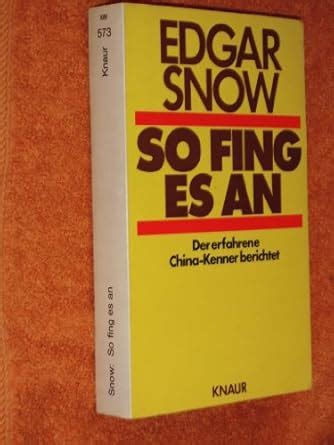 573
Knaur
Snow: So fing es an
EDGAR
SNOW
SO FING
ES AN
Der erfahrene
China-Kenner berichtet
KNAUR